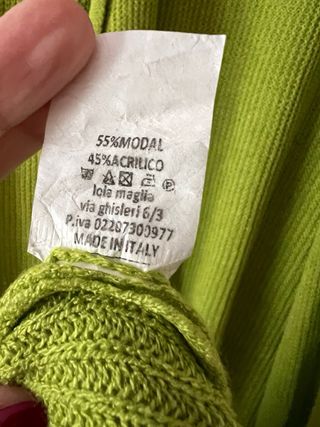 55%MODAL
45%ACRILICO
P
lola maglia
via ghisleri 6/3
P.iva 02207300977
MADE IN ITALY